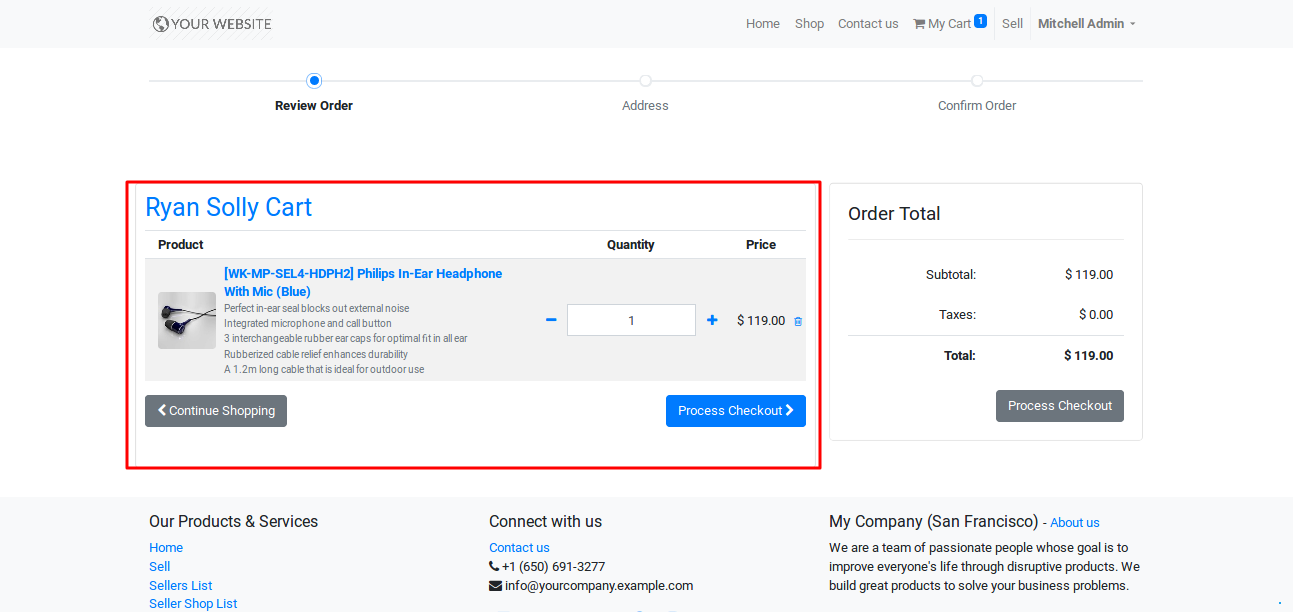 YOUR WEBSITE
Home Shop Contact us My Cart 1 Sell Mitchell Admin
Review Order Address Confirm Order
Ryan Solly Cart
Product Quantity Price
[WK-MP-SEL4-HDPH2] Philips In-Ear Headphone
With Mic (Blue)
Perfect in-ear seal blocks out external noise
Integrated microphone and call button
3 interchangeable rubber ear caps for optimal fit in all ear
Rubberized cable relief enhances durability
A 1.2m long cable that is ideal for outdoor use
1 $ 119.00
Continue Shopping Process Checkout
Order Total
Subtotal: $ 119.00
Taxes: $ 0.00
Total: $ 119.00
Process Checkout
Our Products & Services
Home
Sell
Sellers List
Seller Shop List
Connect with us
Contact us
+1 (650) 691-3277
info@yourcompany.example.com
My Company (San Francisco) - About us
We are a team of passionate people whose goal is to
improve everyone's life through disruptive products. We
build great products to solve your business problems.